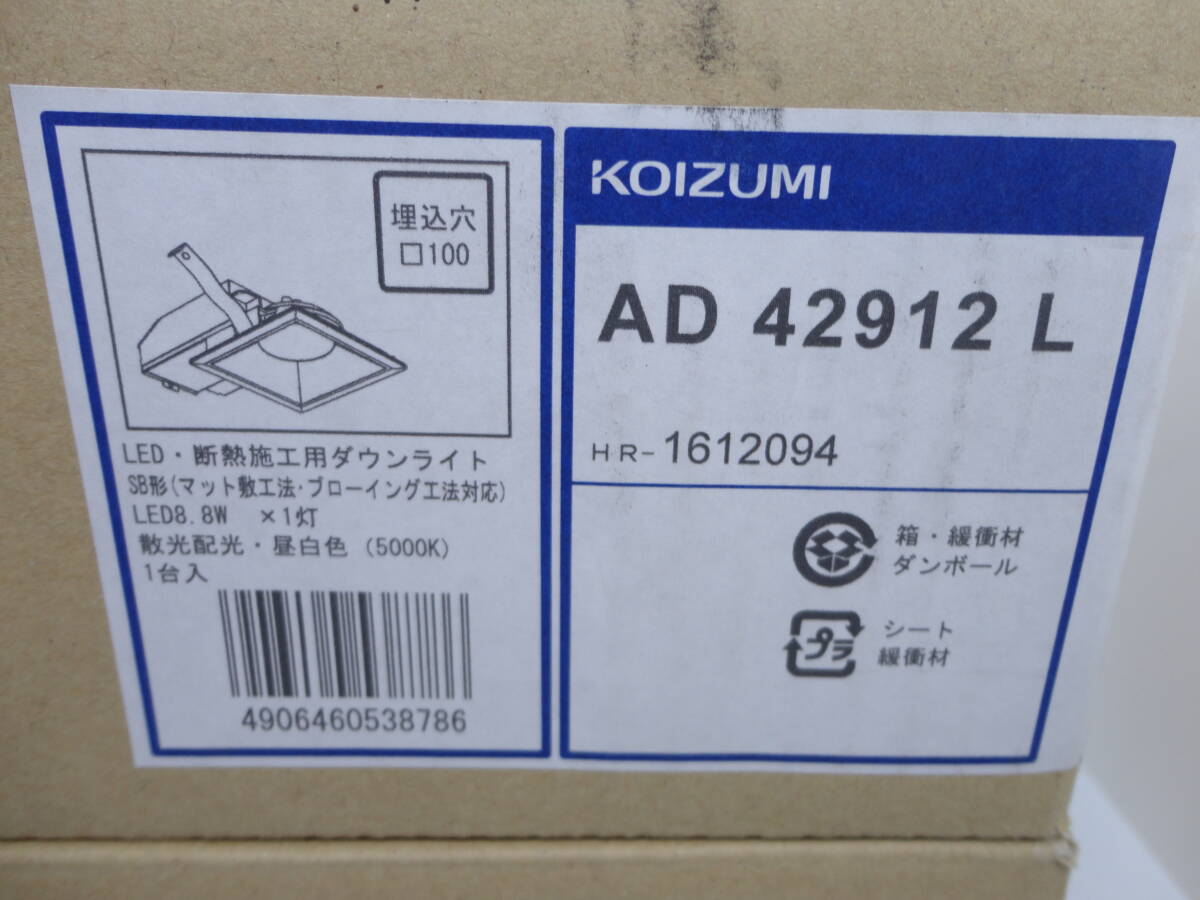 埋込穴
□100
LED・断熱施工用ダウンライト
SB形(マット敷工法・ブローイング工法対応)
LED8.8W ×1灯
散光配光・昼白色 (5000K)
1台入
4906460538786
KOIZUMI
AD 42912 L
HR-1612094
箱・緩衝材
ダンボール
プラ
シート
緩衝材